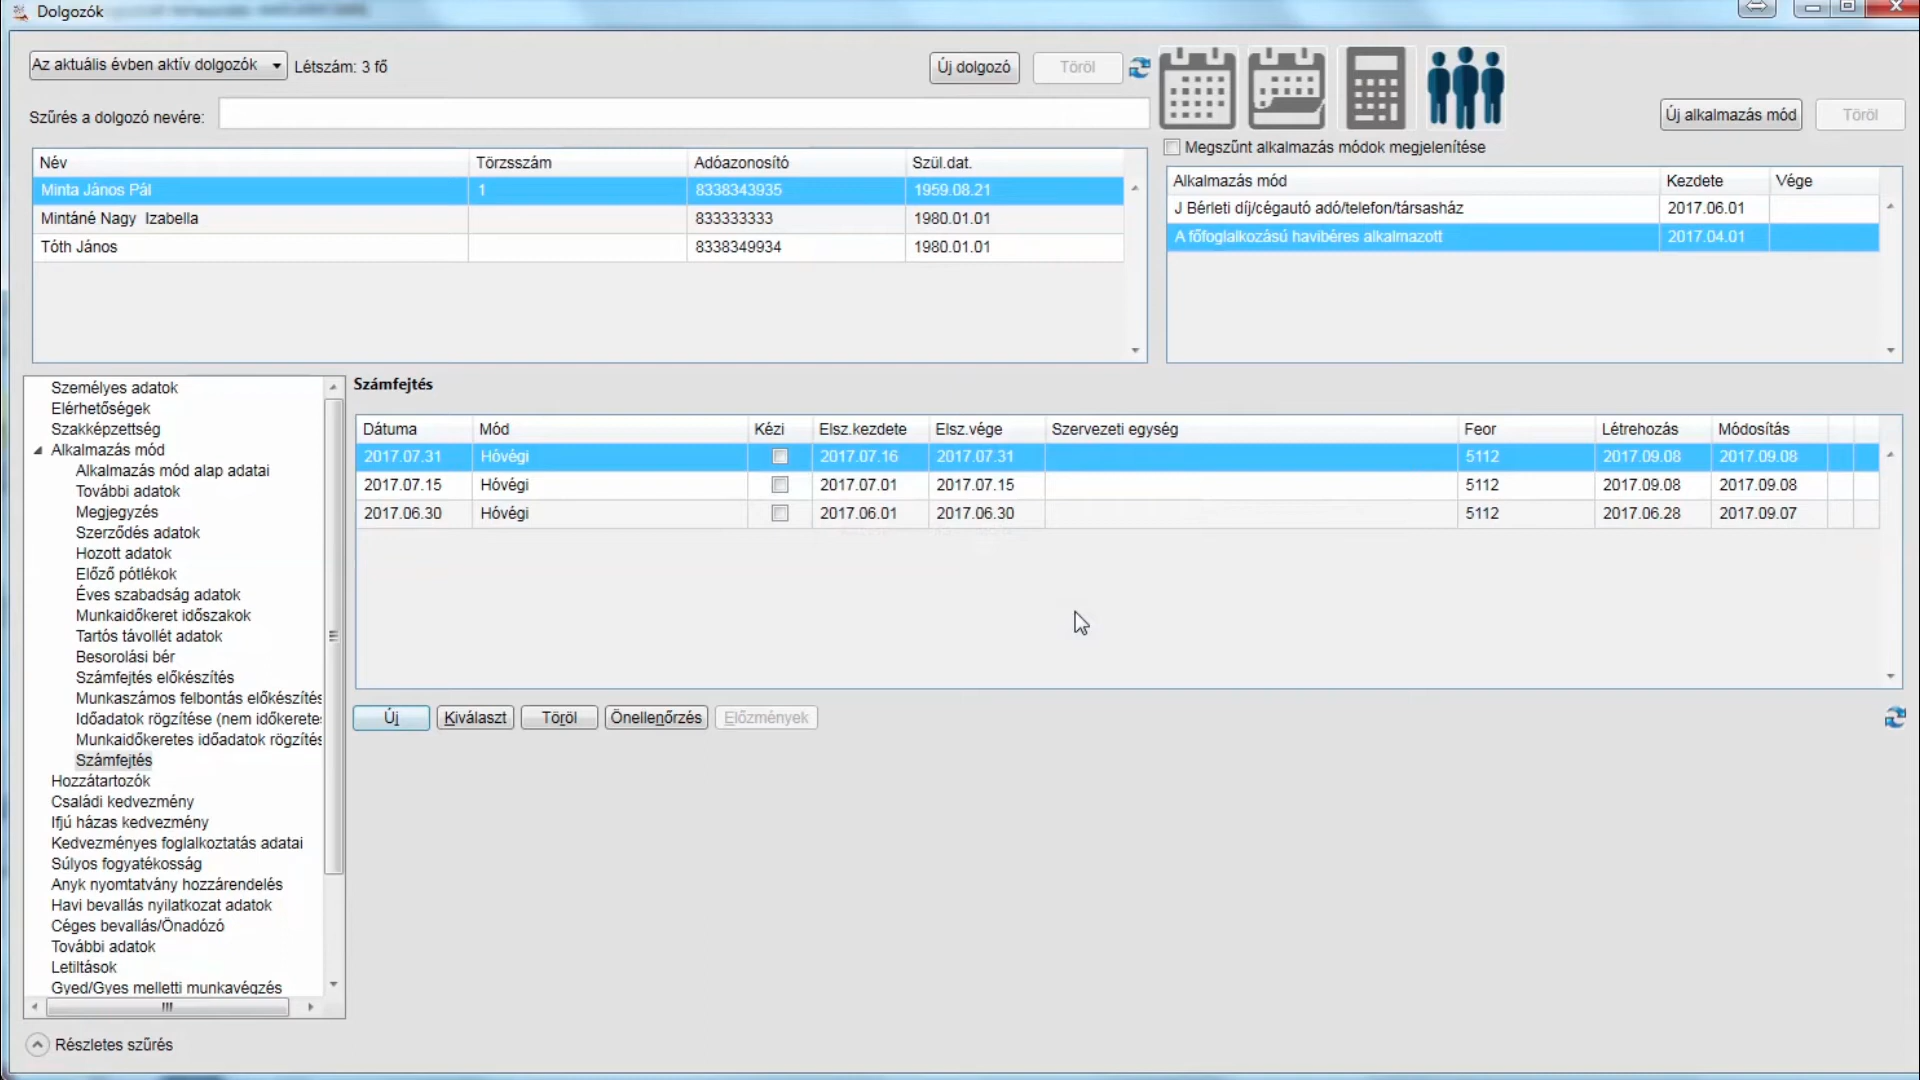 Dolgozók
Az aktuális évben aktív dolgozók Létszám: 3 fő Új dolgozó Töröl
Szűrés a dolgozó nevére: Új alkalmazás mód Töröl
Megszűnt alkalmazás módok megjelenítése
Név Törzsszám Adóazonosító Szül.dat.
Minta János Pál 1 8338343935 1959.08.21
Mintáné Nagy Izabella 833333333 1980.01.01
Tóth János 8338349934 1980.01.01
Alkalmazás mód Kezdete Vége
J Bérleti díj/cégautó adó/telefon/társasház 2017.06.01
A főfoglalkozású havibéres alkalmazott 2017.04.01
Személyes adatok
Elérhetőségek
Szakképzettség
Alkalmazás mód
Alkalmazás mód alap adatai
További adatok
Megjegyzés
Szerződés adatok
Hozott adatok
Előző pótlékok
Éves szabadság adatok
Munkaidőkeret időszakok
Tartós távollét adatok
Besorolási bér
Számfejtés előkészítés
Munkaszámos felbontás előkészítés
Időadatok rögzítése (nem időkeretes
Munkaidőkeretes időadatok rögzítés
Számfejtés
Hozzátartozók
Családi kedvezmény
Ifjú házas kedvezmény
Kedvezményes foglalkoztatás adatai
Súlyos fogyatékosság
Anyk nyomtatvány hozzárendelés
Havi bevallás nyilatkozat adatok
Céges bevallás/Önadózó
További adatok
Letiltások
Gyed/Gyes melletti munkavégzés
Számfejtés
Dátuma Mód Kézi Elsz.kezdete Elsz.vége Szervezeti egység Feor Létrehozás Módosítás
2017.07.31 Hóvégi 2017.07.16 2017.07.31 5112 2017.09.08 2017.09.08
2017.07.15 Hóvégi 2017.07.01 2017.07.15 5112 2017.09.08 2017.09.08
2017.06.30 Hóvégi 2017.06.01 2017.06.30 5112 2017.06.28 2017.09.07
Új Kiválaszt Töröl Önellenőrzés Előzmények
Részletes szűrés